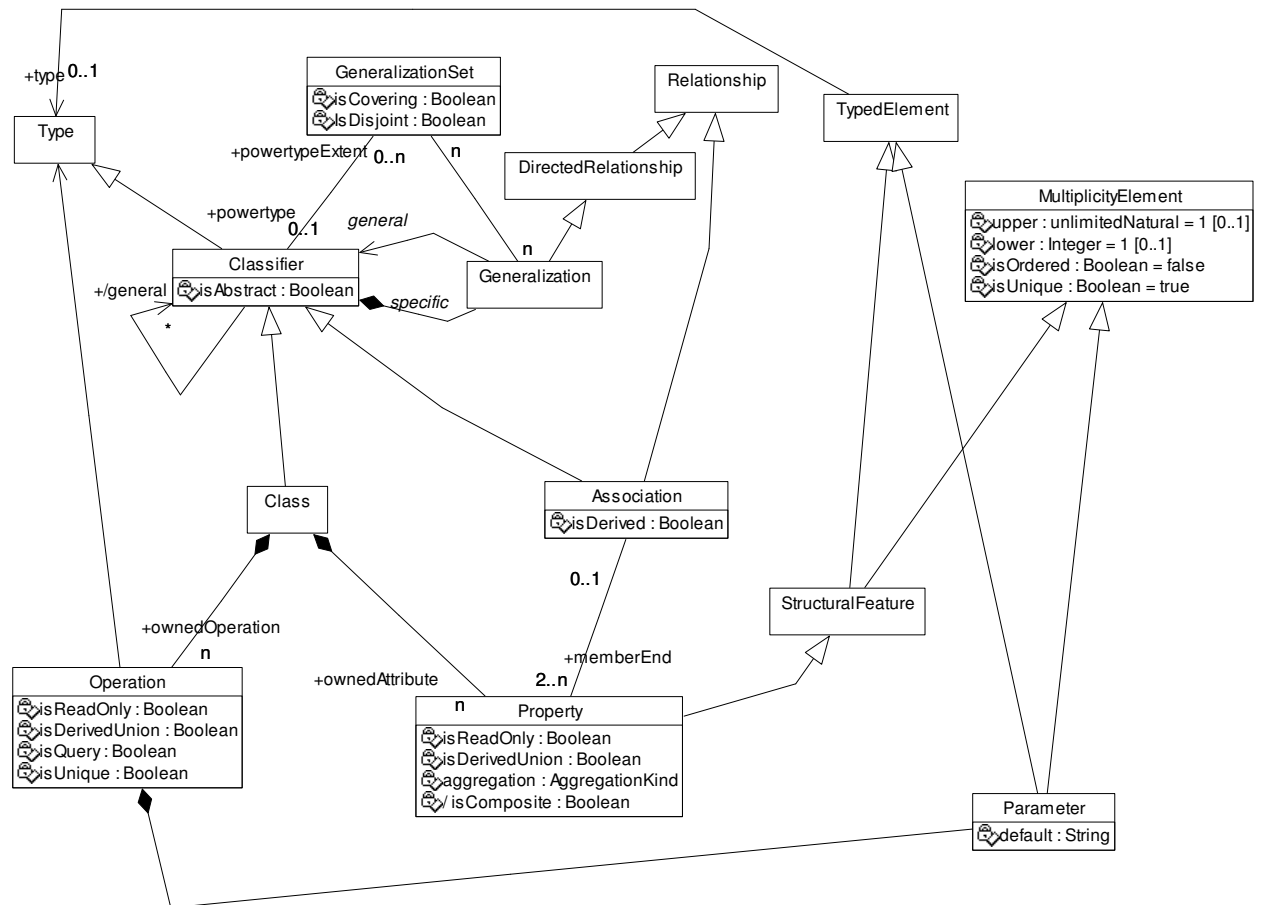 +type 0..1
Type
GeneralizationSet
isCovering : Boolean
IsDisjoint : Boolean
Relationship
TypedElement
+powertypeExtent 0..n
n
DirectedRelationship
MultiplicityElement
upper : unlimitedNatural = 1 [0..1]
lower : Integer = 1 [0..1]
isOrdered : Boolean = false
isUnique : Boolean = true
+powertype
0..1
general
n
Classifier
isAbstract : Boolean
Generalization
+/general
*
specific
Class
Association
isDerived : Boolean
0..1
StructuralFeature
+ownedOperation
n
+memberEnd
2..n
+ownedAttribute
n
Operation
isReadOnly : Boolean
isDerivedUnion : Boolean
isQuery : Boolean
isUnique : Boolean
Property
isReadOnly : Boolean
isDerivedUnion : Boolean
aggregation : AggregationKind
/ isComposite : Boolean
Parameter
default : String